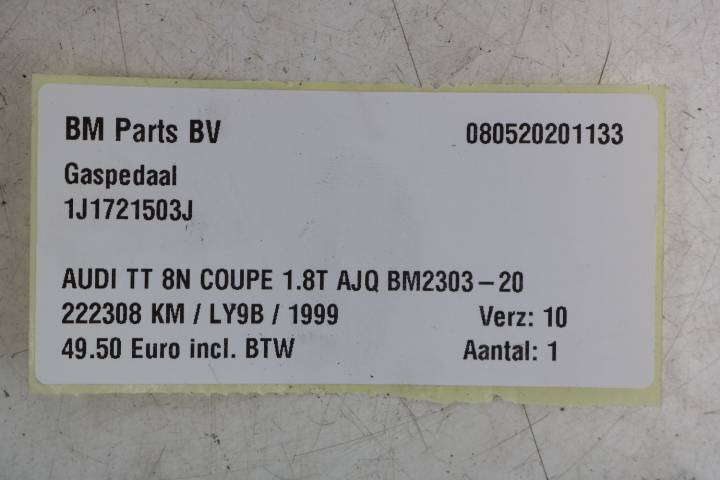 BM Parts BV 080520201133
Gaspedaal
1J1721503J
AUDI TT 8N COUPE 1.8T AJQ BM2303-20
222308 KM / LY9B / 1999 Verz: 10
49.50 Euro incl. BTW Aantal: 1